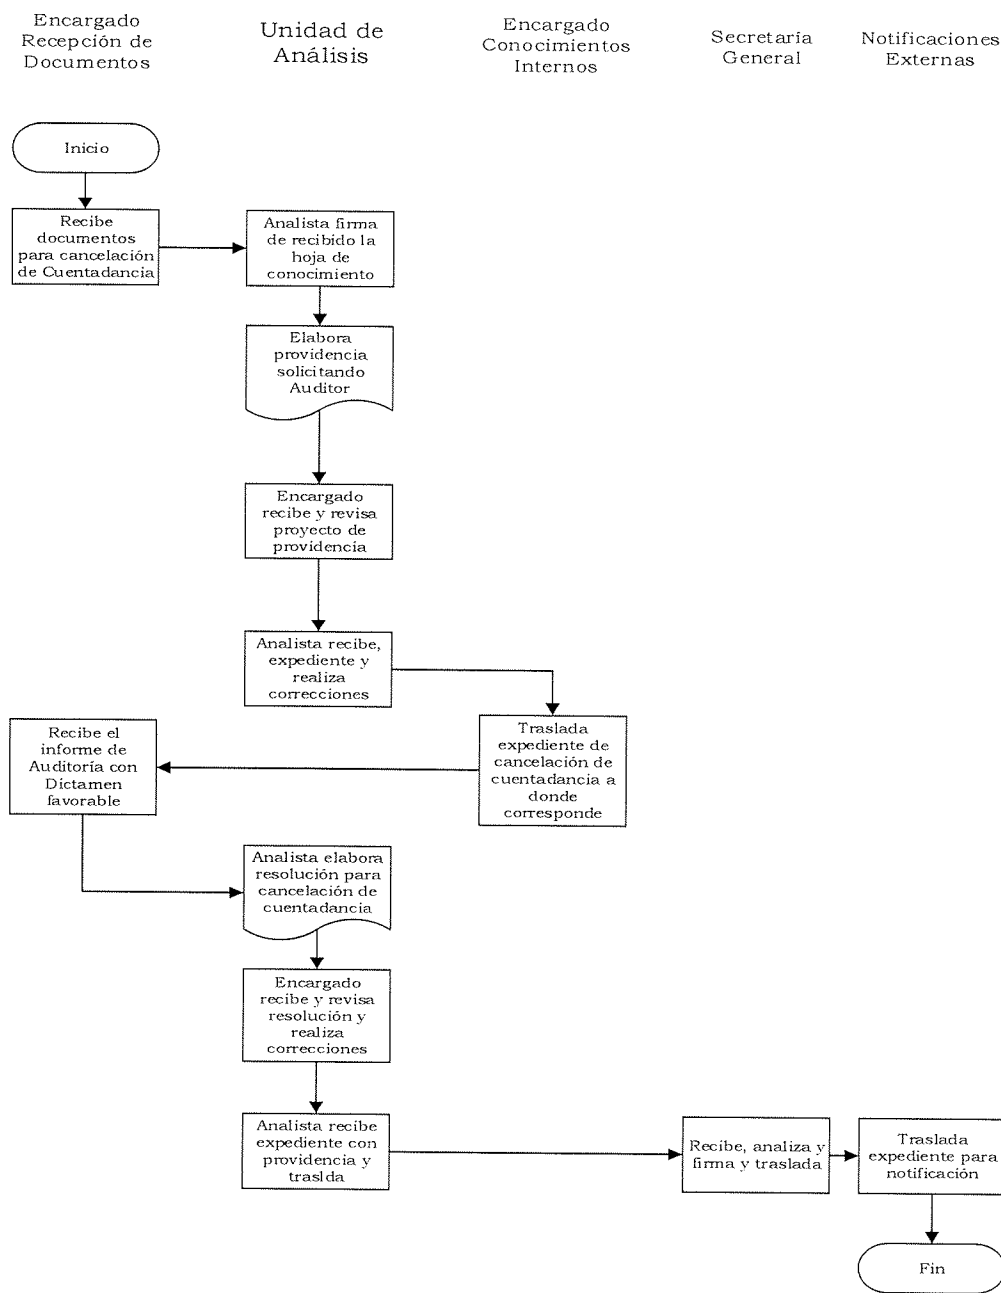 Encargado
Recepción de
Documentos
Unidad de
Análisis
Encargado
Conocimientos
Internos
Secretaría
General
Notificaciones
Externas
Inicio
Recibe
documentos
para cancelación
de Cuentadancia
Analista firma
de recibido la
hoja de
conocimiento
Elabora
providencia
solicitando
Auditor
Encargado
recibe y revisa
proyecto de
providencia
Analista recibe,
expediente y
realiza
correcciones
Traslada
expediente de
cancelación de
cuentadancia a
donde
corresponde
Recibe el
informe de
Auditoría con
Dictamen
favorable
Analista elabora
resolución para
cancelación de
cuentadancia
Encargado
recibe y revisa
resolución y
realiza
correcciones
Analista recibe
expediente con
providencia y
traslda
Recibe, analiza y
firma y traslada
Traslada
expediente para
notificación
Fin